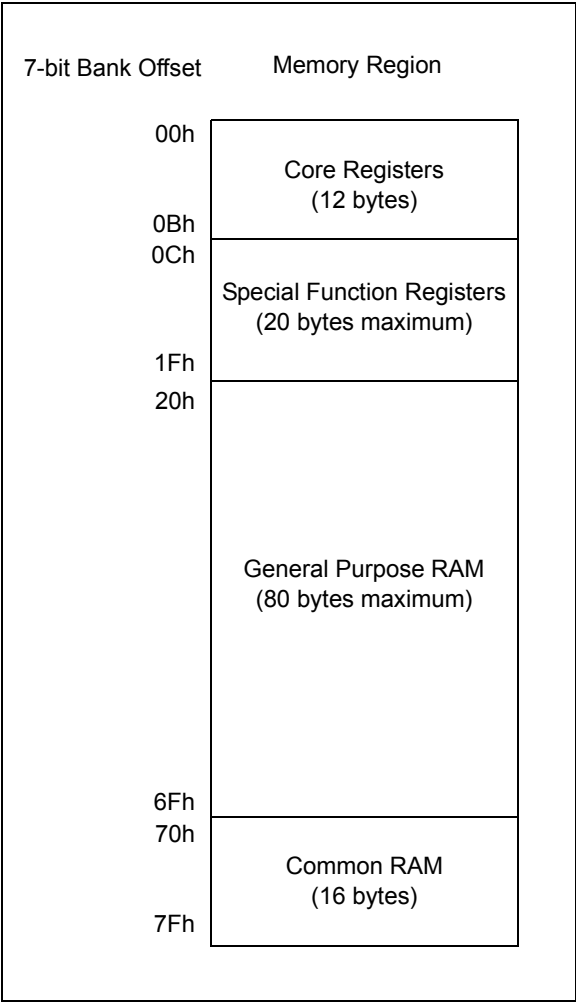 7-bit Bank Offset
Memory Region
00h
Core Registers
(12 bytes)
0Bh
0Ch
Special Function Registers
(20 bytes maximum)
1Fh
20h
General Purpose RAM
(80 bytes maximum)
6Fh
70h
Common RAM
(16 bytes)
7Fh